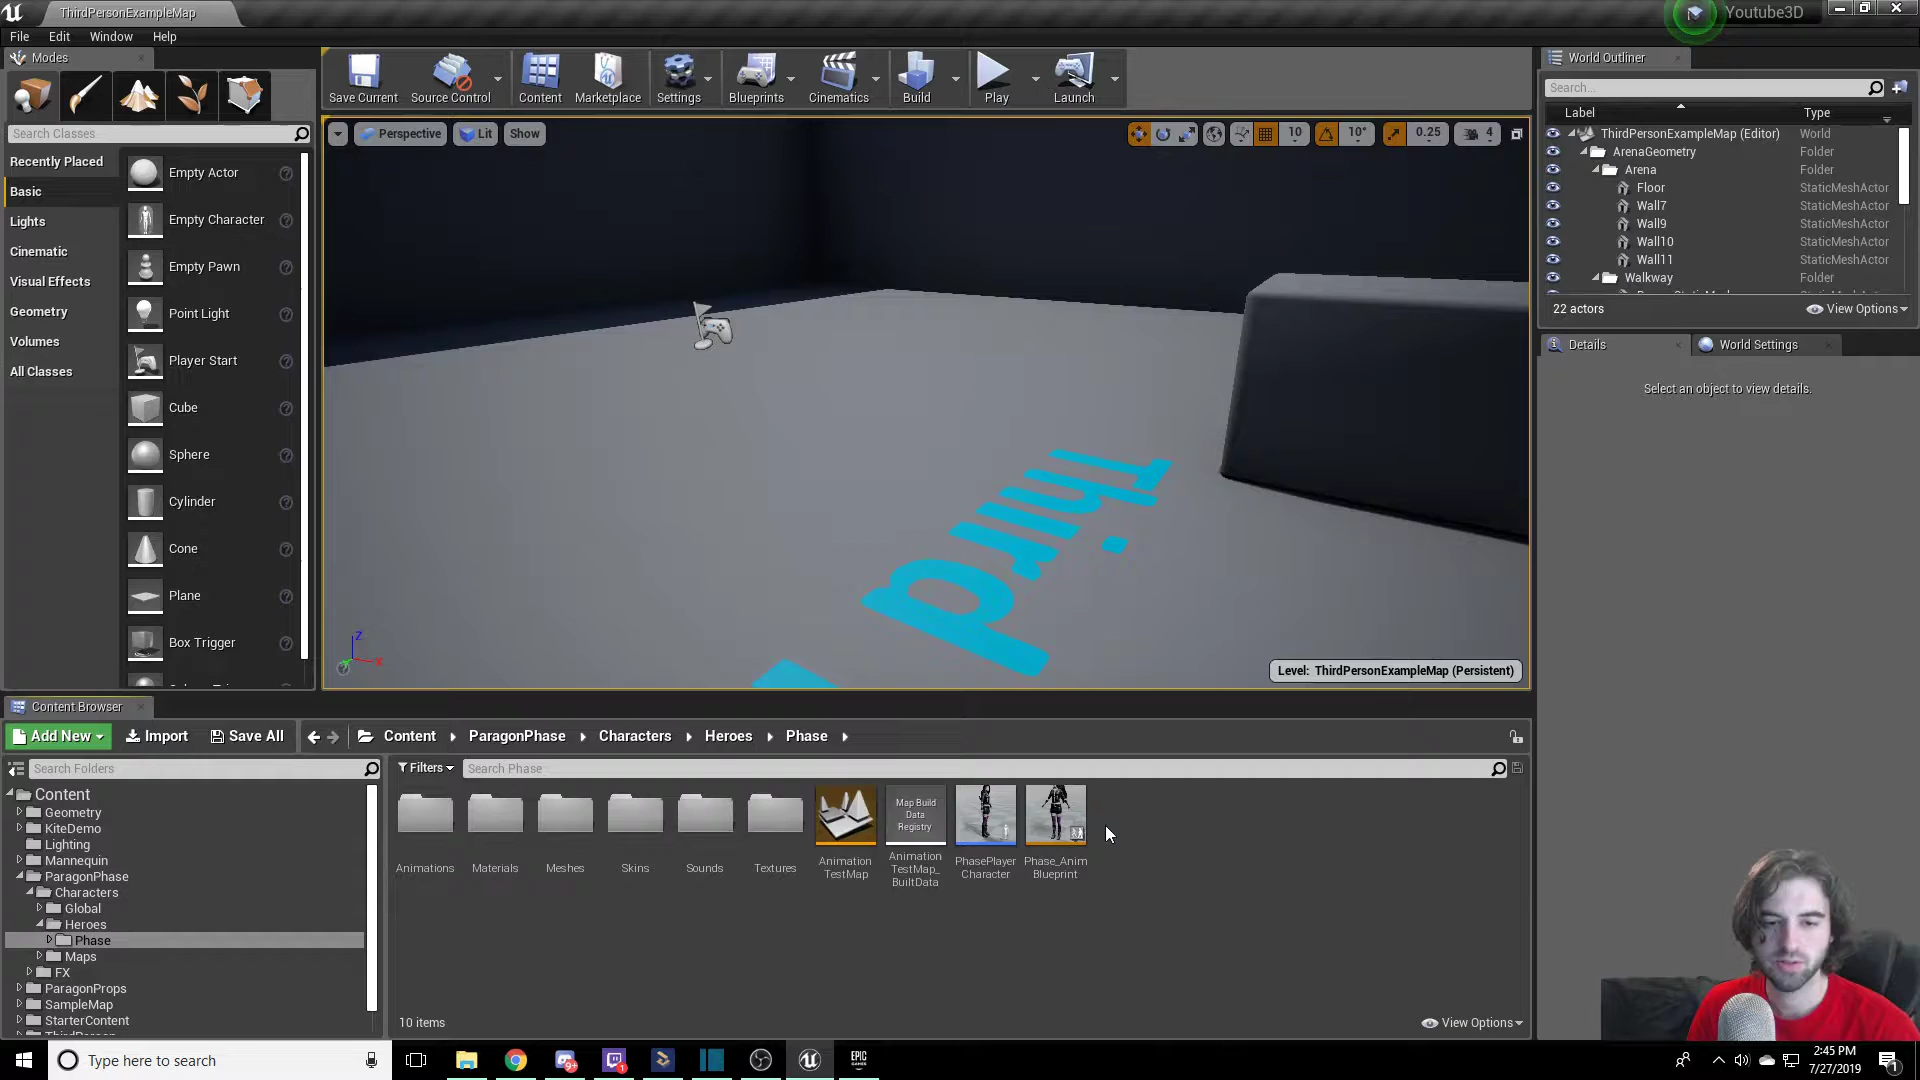 ThirdPersonExampleMap
Youtube3D
File Edit Window Help
Modes
Save Current
Source Control
Content
Marketplace
Settings
Blueprints
Cinematics
Build
Play
Launch
Search Classes
Recently Placed
Basic
Lights
Cinematic
Visual Effects
Geometry
Volumes
All Classes
Empty Actor
Empty Character
Empty Pawn
Point Light
Player Start
Cube
Sphere
Cylinder
Cone
Plane
Box Trigger
Perspective
Lit
Show
10
10°
0.25
4
Third
Z
X
Level: ThirdPersonExampleMap (Persistent)
World Outliner
Search...
Label Type
ThirdPersonExampleMap (Editor) World
ArenaGeometry Folder
Arena Folder
Floor StaticMeshActor
Wall7 StaticMeshActor
Wall9 StaticMeshActor
Wall10 StaticMeshActor
Wall11 StaticMeshActor
Walkway Folder
22 actors
View Options
Details
World Settings
Select an object to view details.
Content Browser
Add New
Import
Save All
Content ParagonPhase Characters Heroes Phase
Search Folders
Filters
Search Phase
Content
Geometry
KiteDemo
Lighting
Mannequin
ParagonPhase
Characters
Global
Heroes
Phase
Maps
FX
ParagonProps
SampleMap
StarterContent
Animations
Materials
Meshes
Skins
Sounds
Textures
Animation
TestMap
Map Build
Data
Registry
Animation
TestMap_
BuiltData
PhasePlayer
Character
Phase_Anim
Blueprint
10 items
View Options
Type here to search
9+
1
EPIC
GAMES
2:45 PM
7/27/2019
1